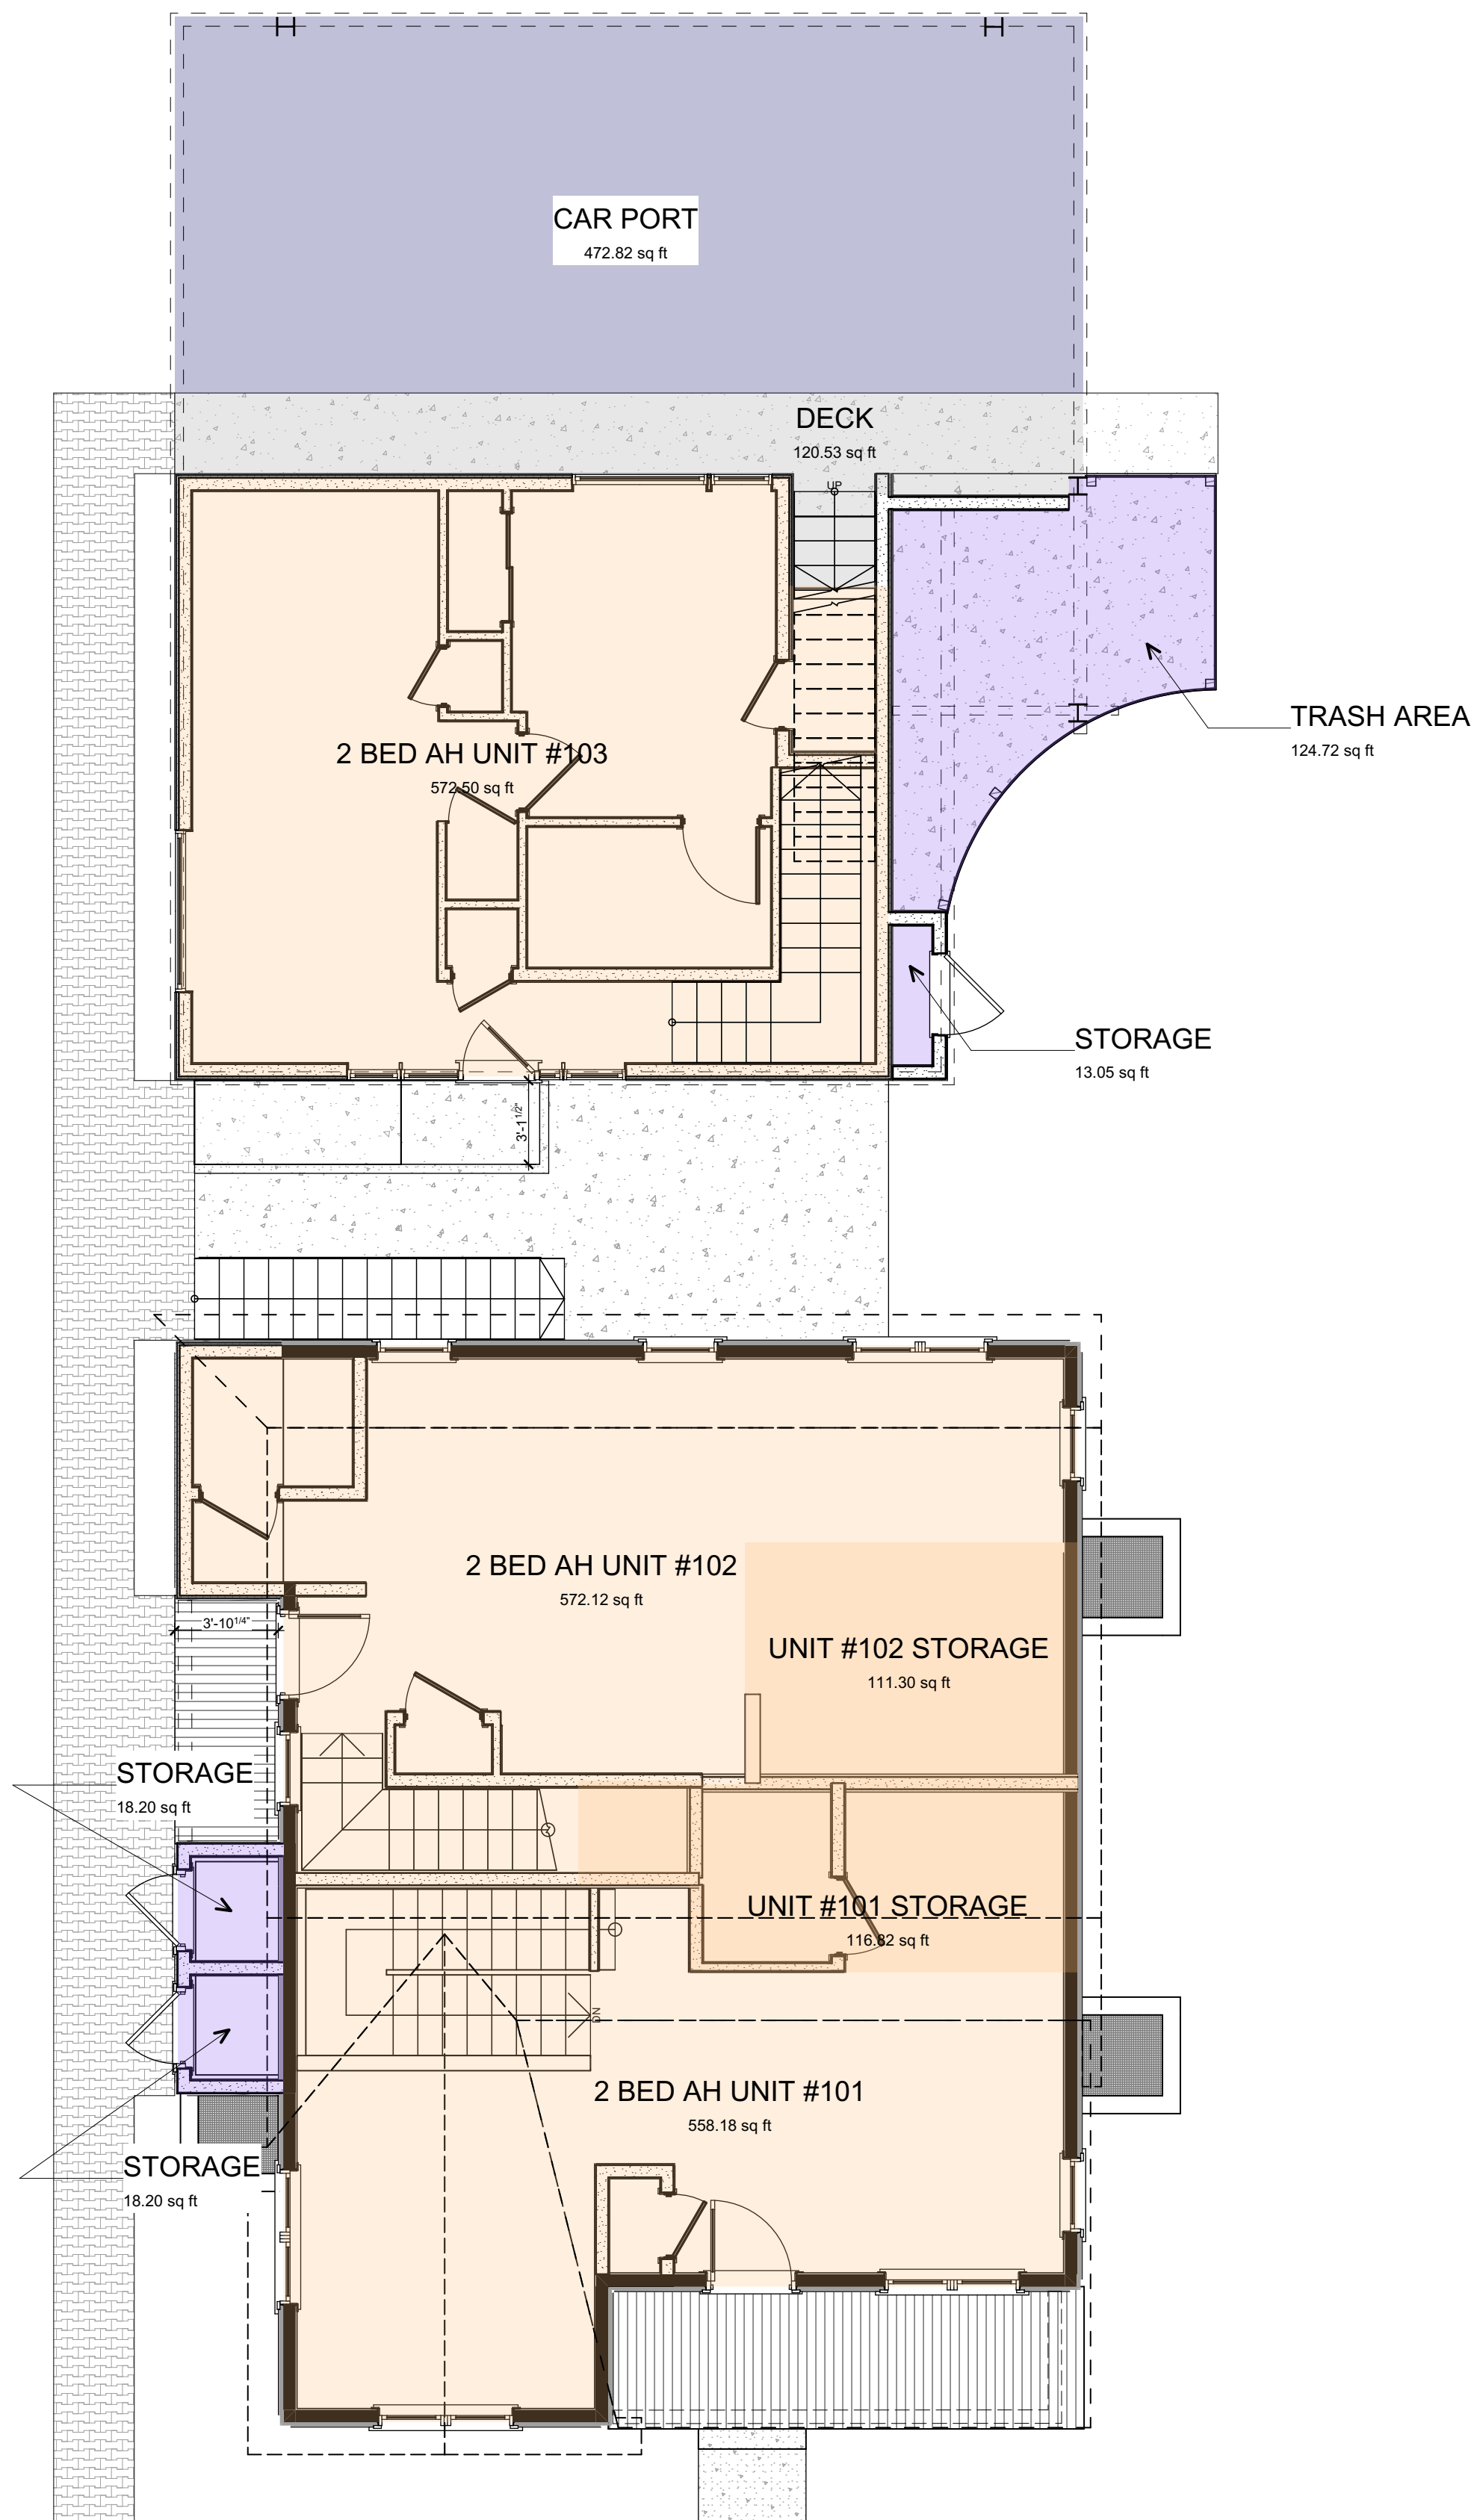 CAR PORT
472.82 sq ft
DECK
120.53 sq ft
UP
TRASH AREA
124.72 sq ft
2 BED AH UNIT #103
572.50 sq ft
STORAGE
13.05 sq ft
3'-11/2"
2 BED AH UNIT #102
572.12 sq ft
3'-101/4"
UNIT #102 STORAGE
111.30 sq ft
STORAGE
18.20 sq ft
UNIT #101 STORAGE
116.82 sq ft
DN
2 BED AH UNIT #101
558.18 sq ft
STORAGE
18.20 sq ft